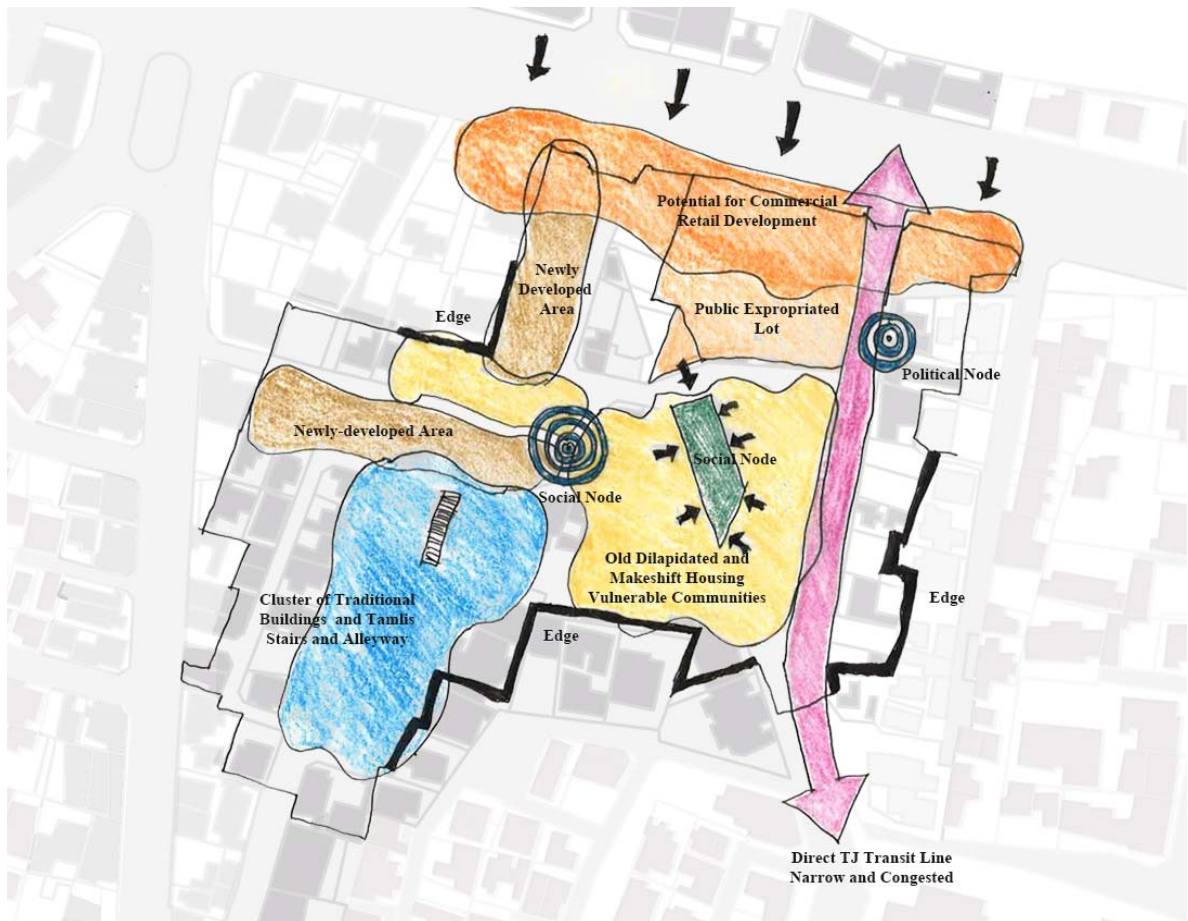 Potential for Commercial
Retail Development
Newly
Developed
Area
Public Expropriated
Lot
Edge
Political Node
Newly-developed Area
Social Node
Social Node
Old Dilapidated and
Makeshift Housing
Vulnerable Communities
Cluster of Traditional
Buildings and Tamlis
Stairs and Alleyway
Edge
Edge
Direct TJ Transit Line
Narrow and Congested